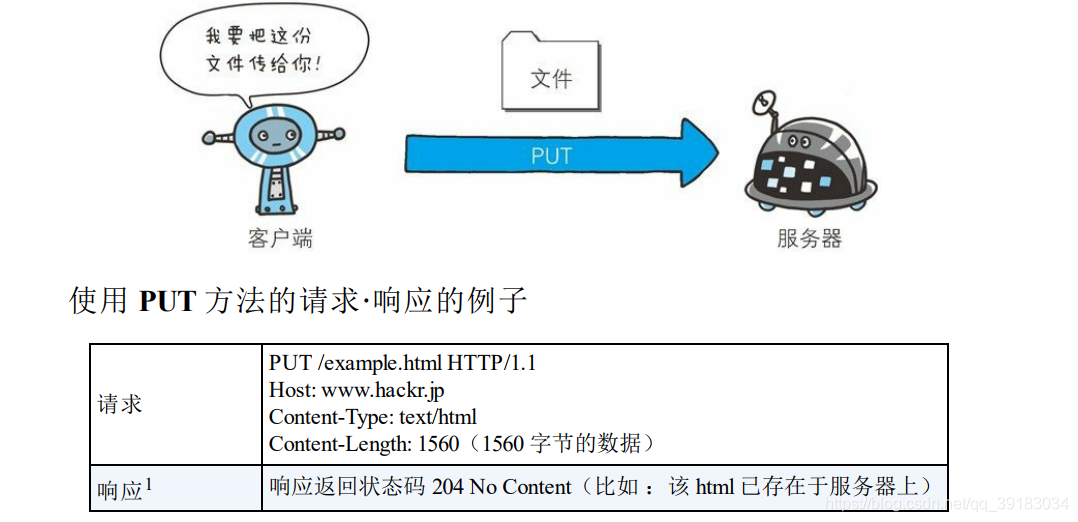 我要把这份
文件传给你!
文件
PUT
客户端
服务器
使用 PUT 方法的请求·响应的例子
请求
PUT /example.html HTTP/1.1
Host: www.hackr.jp
Content-Type: text/html
Content-Length: 1560（1560 字节的数据）
响应1
响应返回状态码 204 No Content（比如 ：该 html 已存在于服务器上）
https://blog.csdn.net/qq_39183034